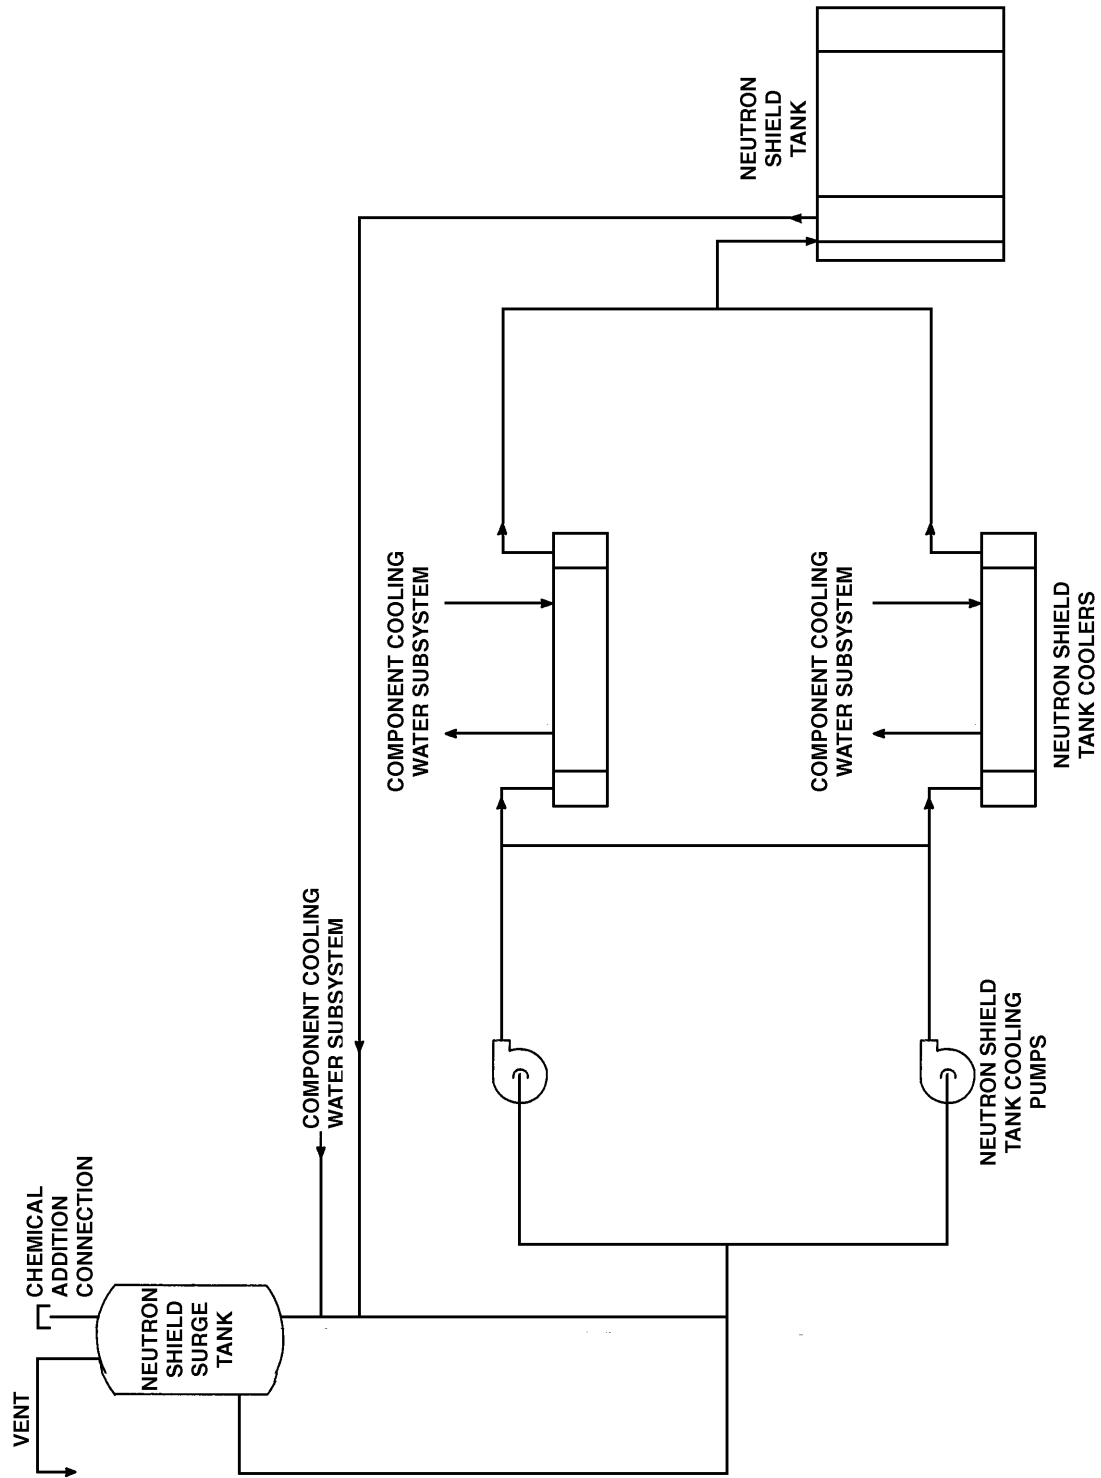 VENT
CHEMICAL
ADDITION
CONNECTION
NEUTRON
SHIELD
SURGE
TANK
COMPONENT COOLING
WATER SUBSYSTEM
NEUTRON SHIELD
TANK COOLING
PUMPS
COMPONENT COOLING
WATER SUBSYSTEM
COMPONENT COOLING
WATER SUBSYSTEM
NEUTRON SHIELD
TANK COOLERS
NEUTRON
SHIELD
TANK